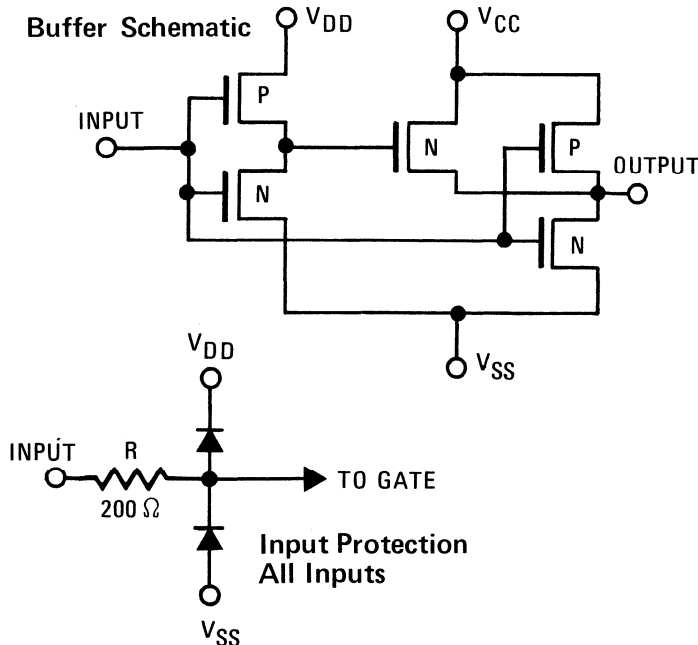 Buffer Schematic
VDD
VCC
P
INPUT
N
P
OUTPUT
N
N
VSS
VDD
INPUT
R
TO GATE
200 Ω
Input Protection
All Inputs
VSS